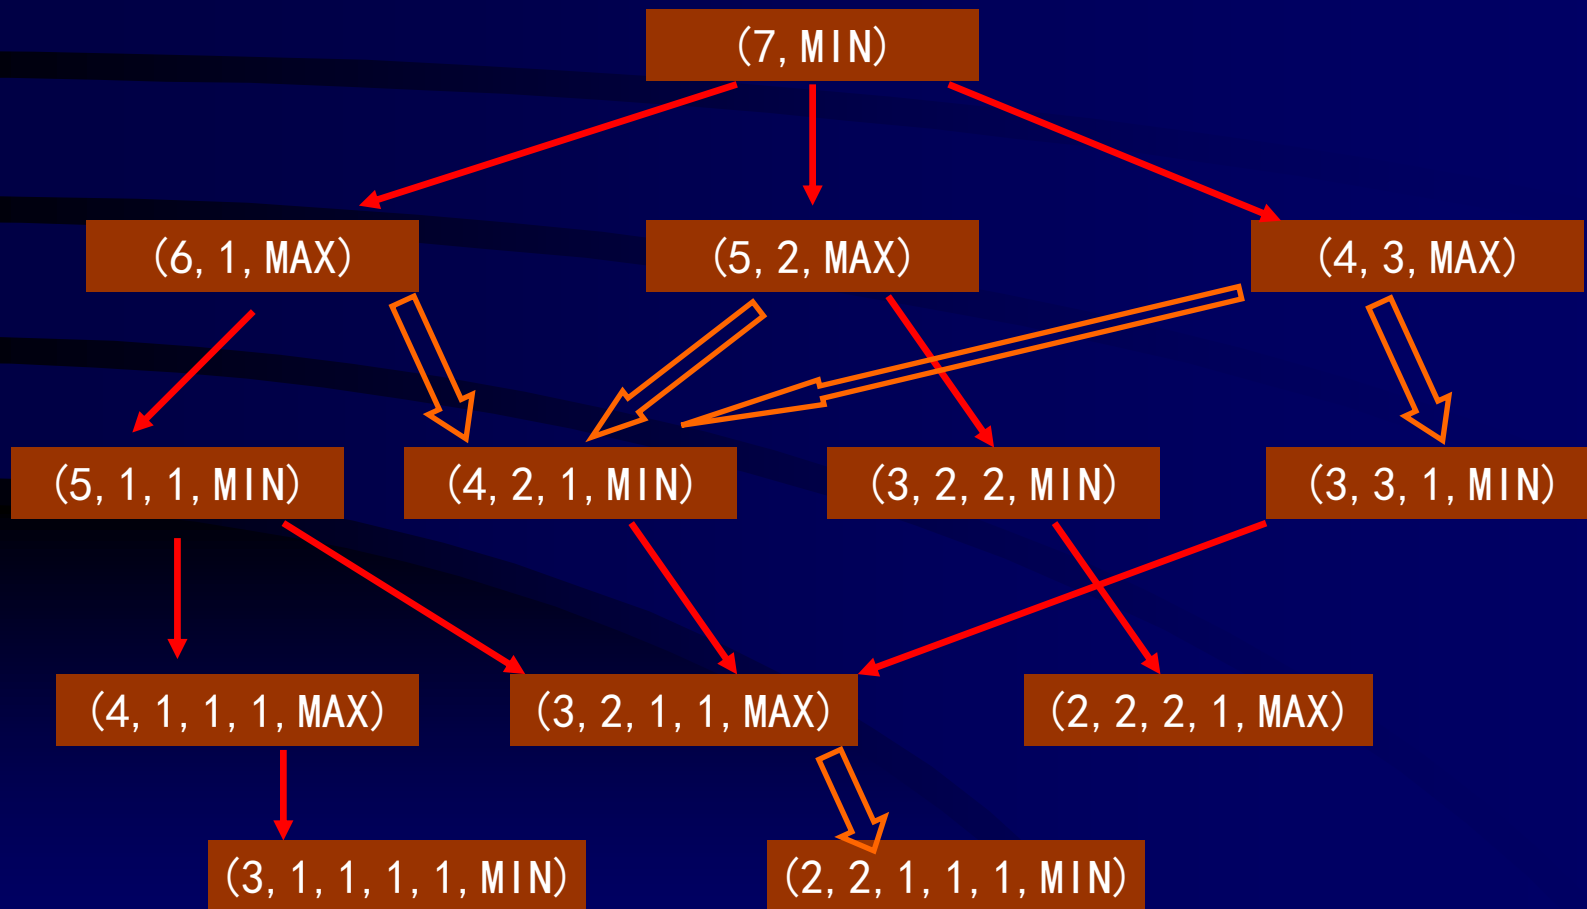 (7,MIN)
(6,1,MAX)
(5,2,MAX)
(4,3,MAX)
(5,1,1,MIN)
(4,2,1,MIN)
(3,2,2,MIN)
(3,3,1,MIN)
(4,1,1,1,MAX)
(3,2,1,1,MAX)
(2,2,2,1,MAX)
(3,1,1,1,1,MIN)
(2,2,1,1,1,MIN)